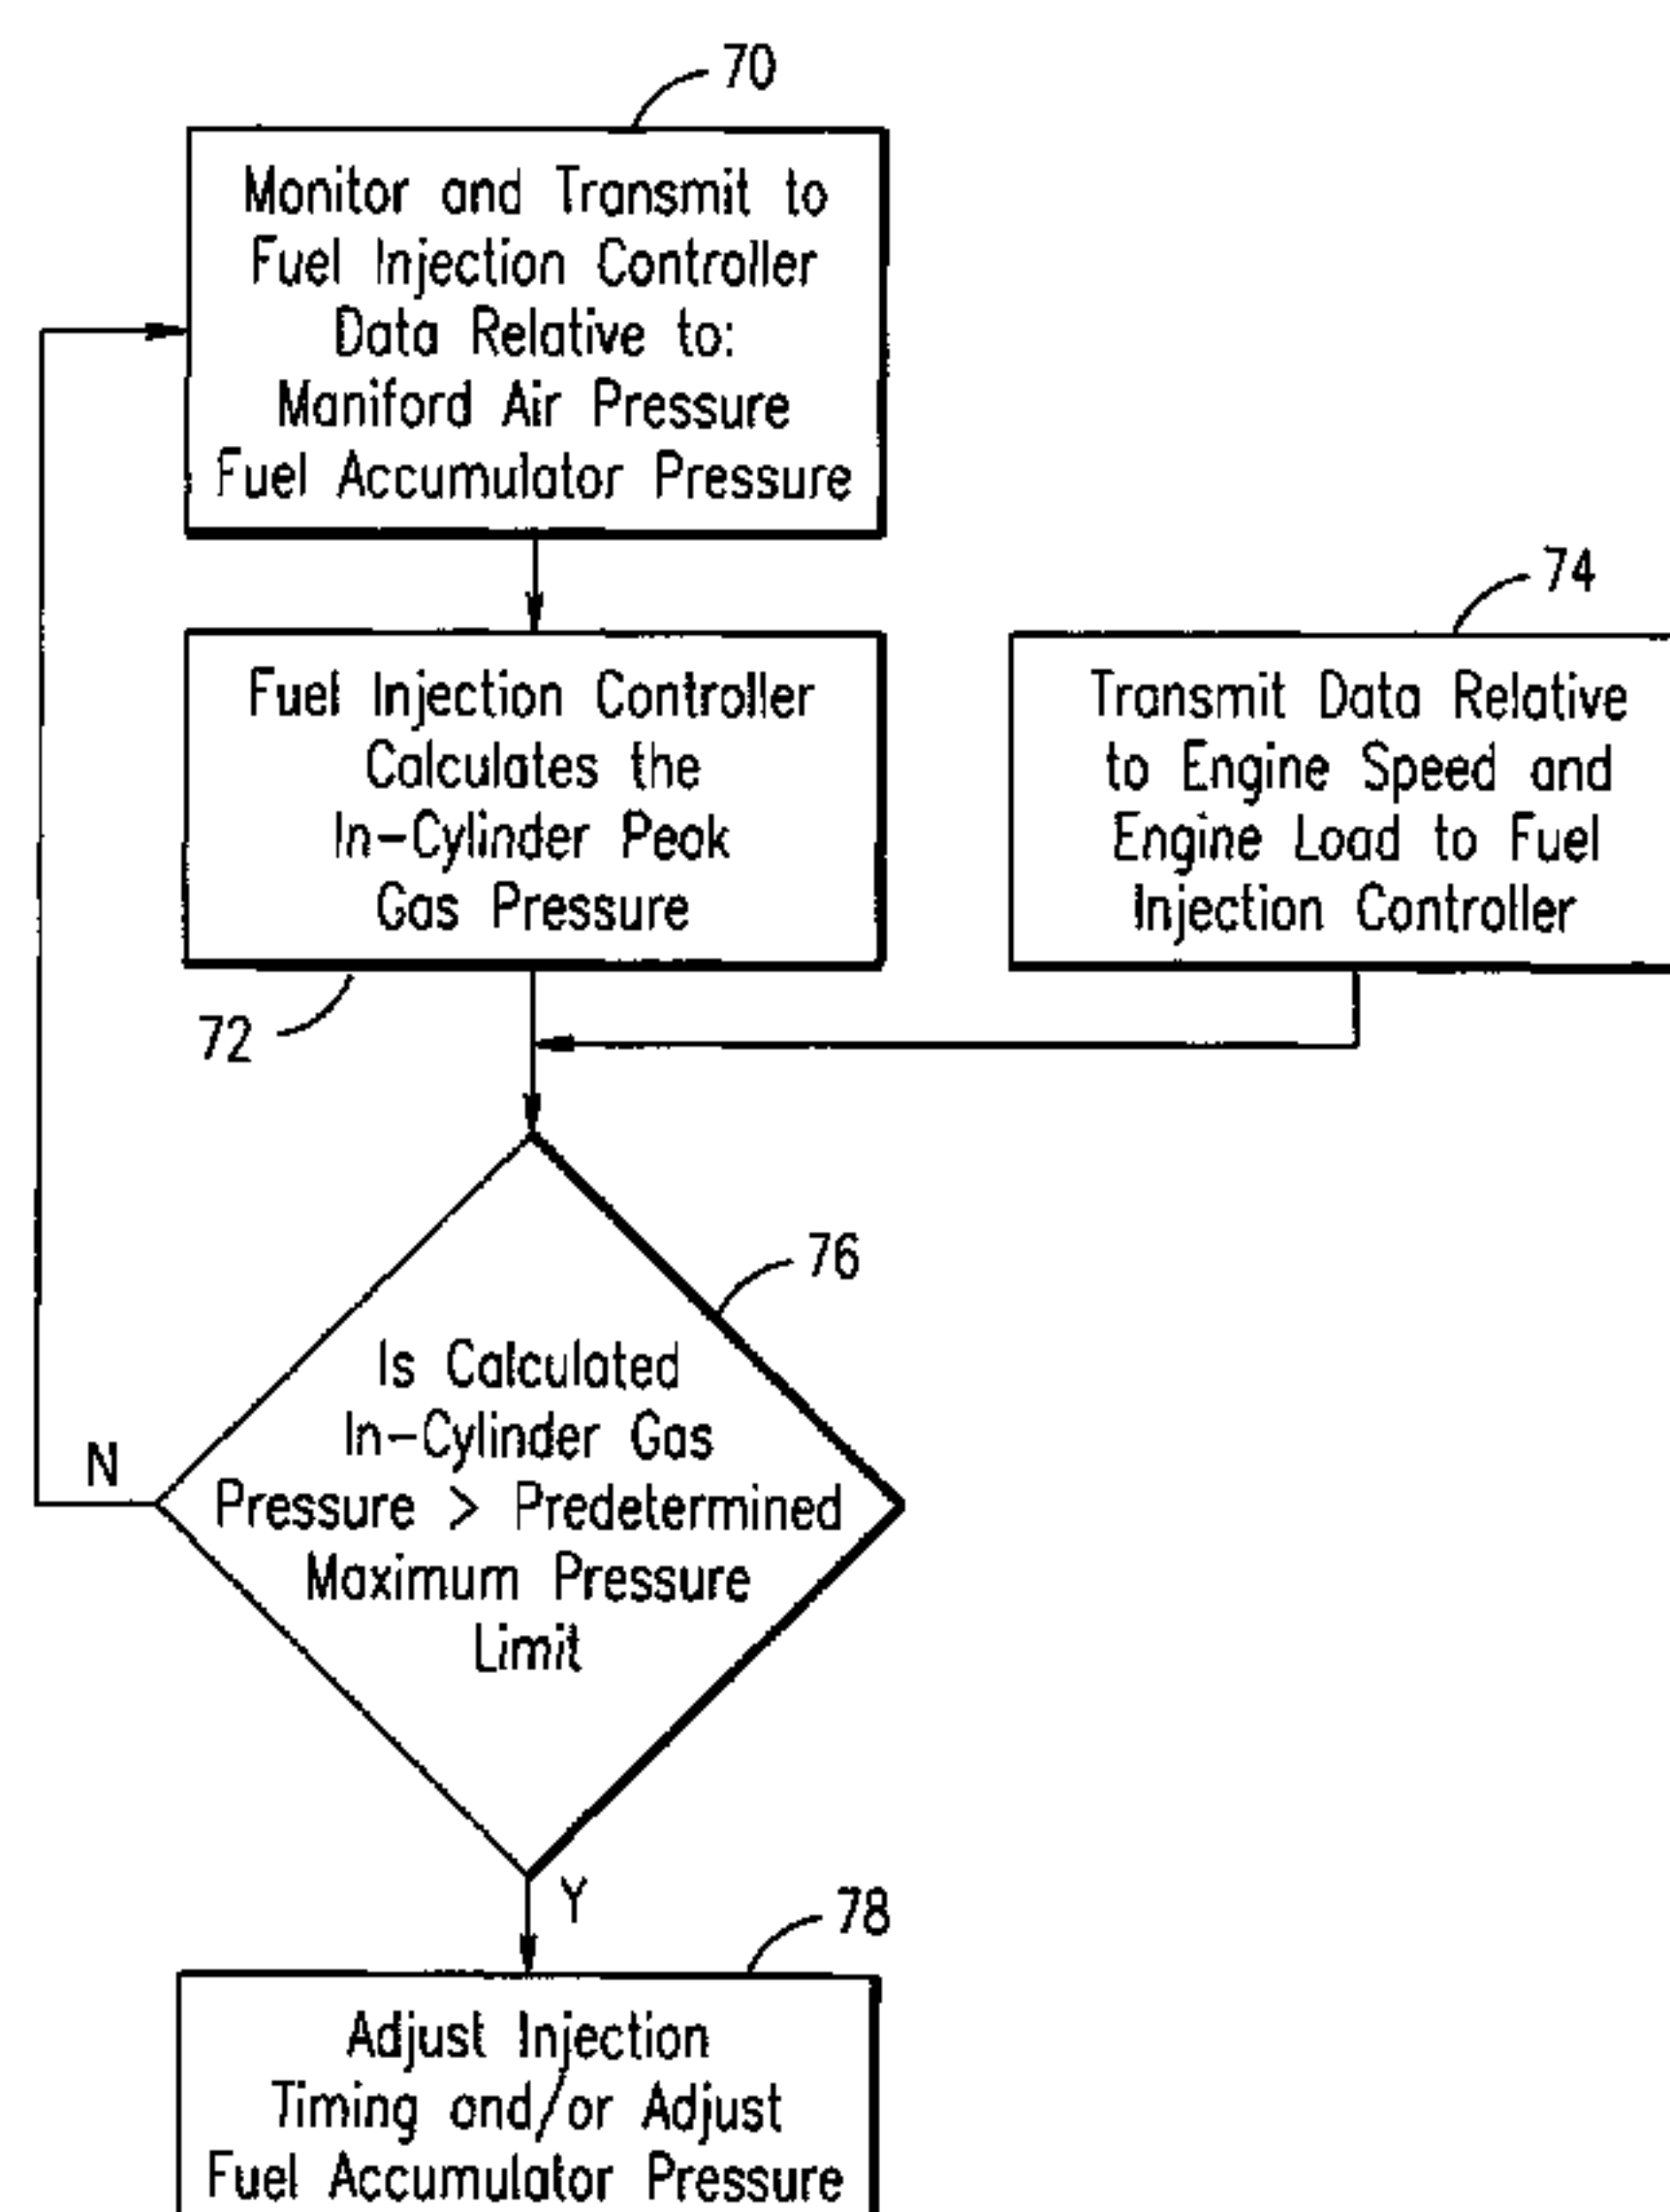 70
Monitor and Transmit to
Fuel Injection Controller
Data Relative to:
Maniford Air Pressure
Fuel Accumulator Pressure
74
Fuel Injection Controller
Calculates the
In-Cylinder Peak
Gas Pressure
72
Transmit Data Relative
to Engine Speed and
Engine Load to Fuel
Injection Controller
76
Is Calculated
In-Cylinder Gas
Pressure > Predetermined
Maximum Pressure
Limit
N
Y
78
Adjust Injection
Timing and/or Adjust
Fuel Accumulator Pressure